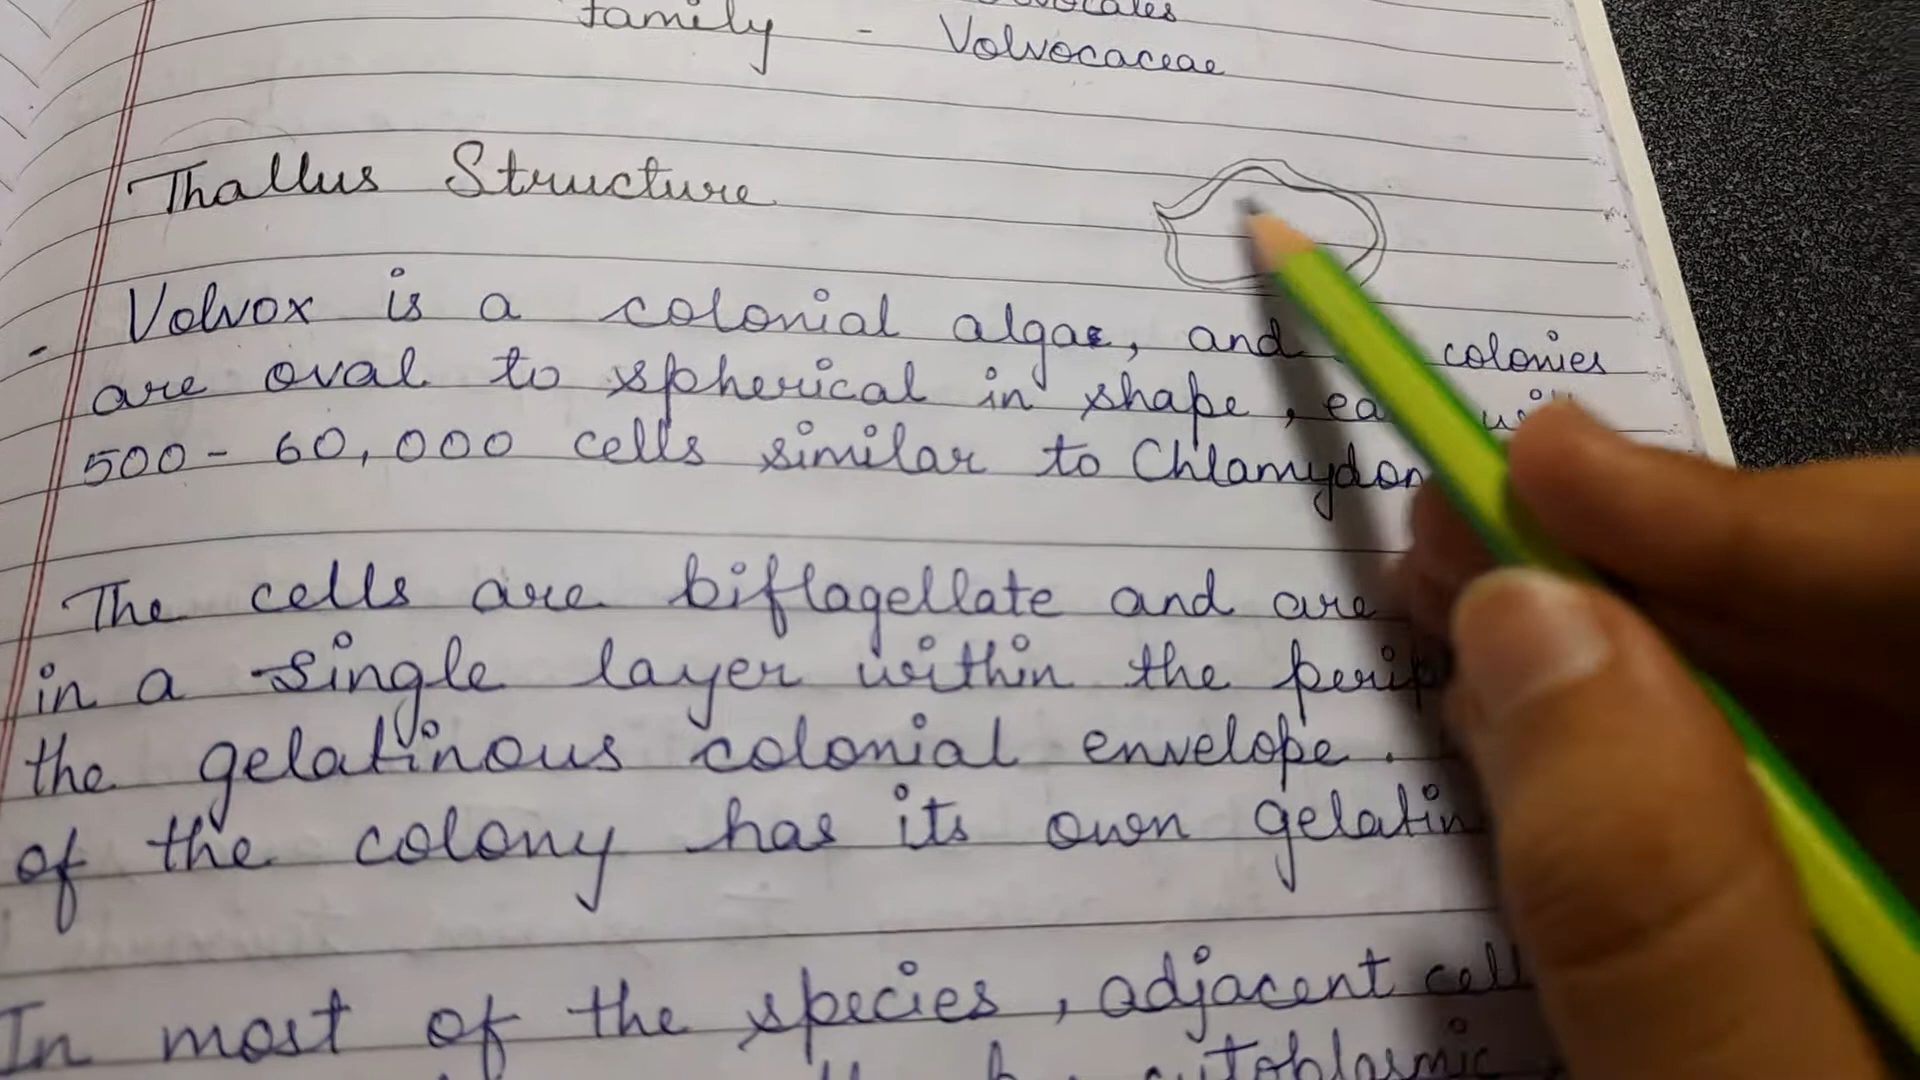 Family - Volvocaceae
Thallus Structure
- Volvox is a colonial algae, and colonies
are oval to spherical in shape,
500 - 60,000 cells similar to Chlamydon
The cells are biflagellate and are
in a single layer within the perip
the gelatinous colonial envelope.
of the colony has its own gelatin
In most of the species, adjacent cell